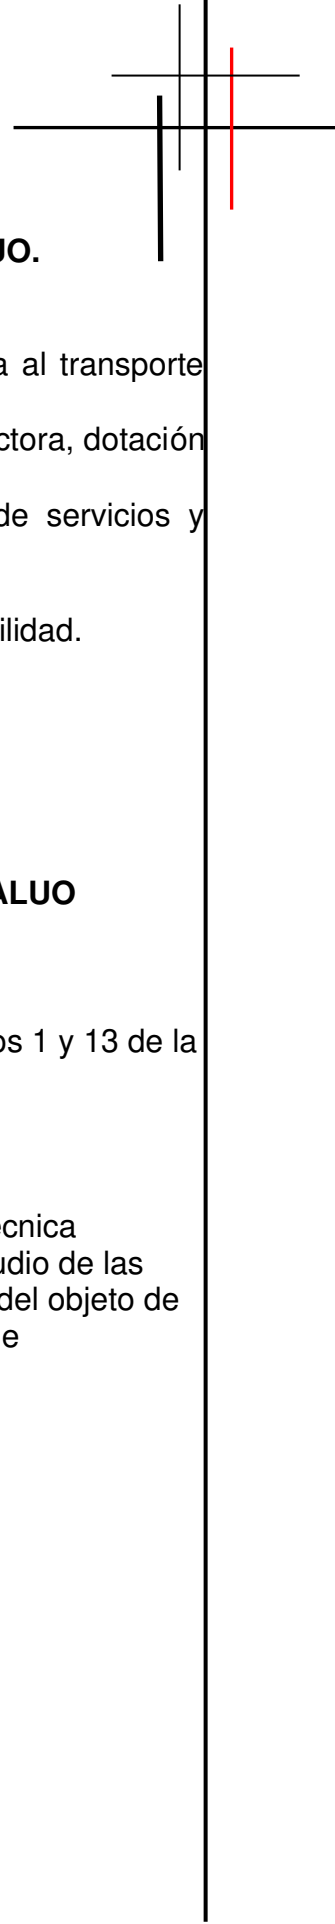 JO.
a al transporte
ctora, dotación
de servicios y
ilidad.
ALUO
os 1 y 13 de la
écnica
udio de las
del objeto de
e